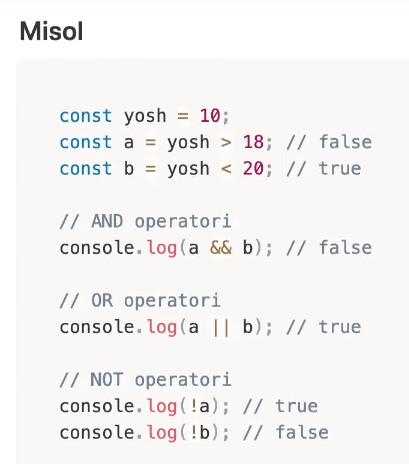 Misol
const yosh = 10;
const a = yosh > 18; // false
const b = yosh < 20; // true
// AND operatori
console.log(a && b); // false
// OR operatori
console.log(a || b); // true
// NOT operatori
console.log(!a); // true
console.log(!b); // false